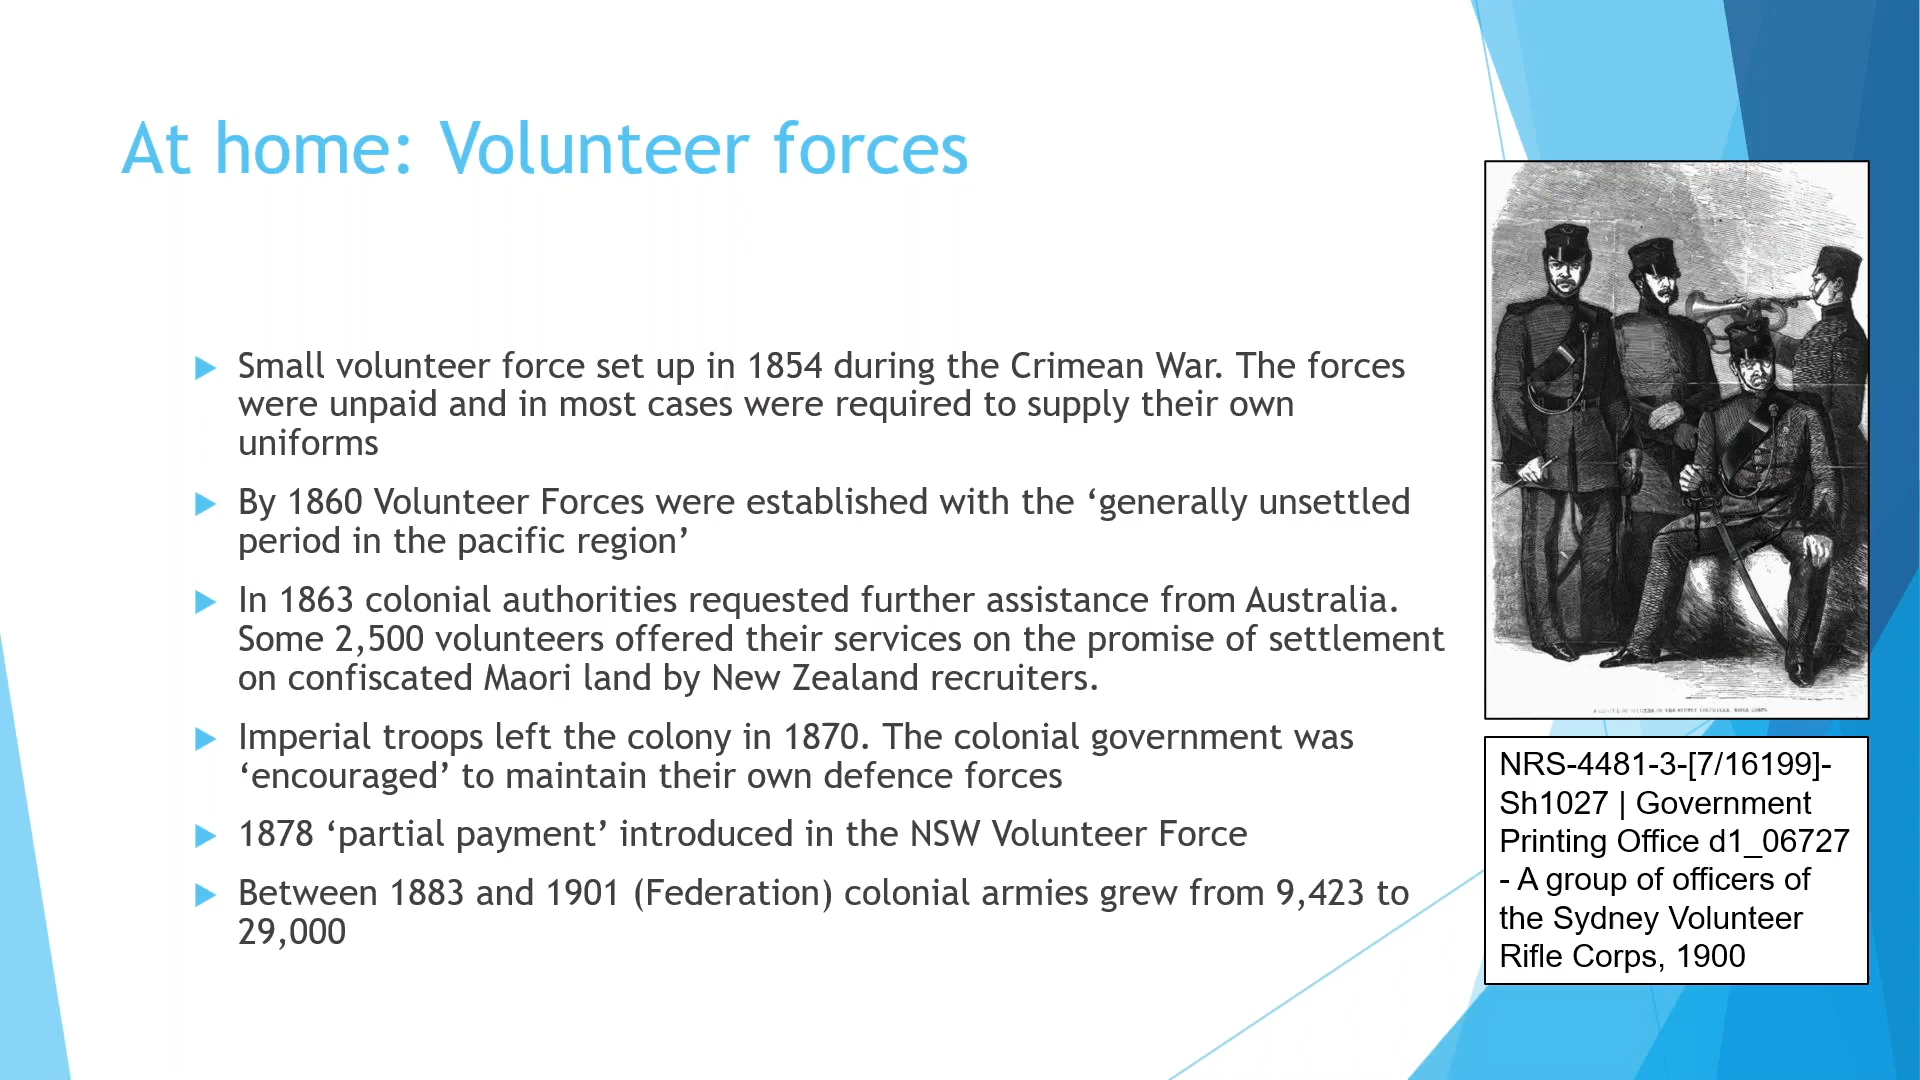 At home: Volunteer forces
Small volunteer force set up in 1854 during the Crimean War. The forces
were unpaid and in most cases were required to supply their own
uniforms
By 1860 Volunteer Forces were established with the ‘generally unsettled
period in the pacific region’
In 1863 colonial authorities requested further assistance from Australia.
Some 2,500 volunteers offered their services on the promise of settlement
on confiscated Maori land by New Zealand recruiters.
Imperial troops left the colony in 1870. The colonial government was
‘encouraged’ to maintain their own defence forces
1878 ‘partial payment’ introduced in the NSW Volunteer Force
Between 1883 and 1901 (Federation) colonial armies grew from 9,423 to
29,000
OF THE SYDNEY VOLUNTEER RIFLE CORPS.
NRS-4481-3-[7/16199]-
Sh1027 | Government
Printing Office d1_06727
- A group of officers of
the Sydney Volunteer
Rifle Corps, 1900